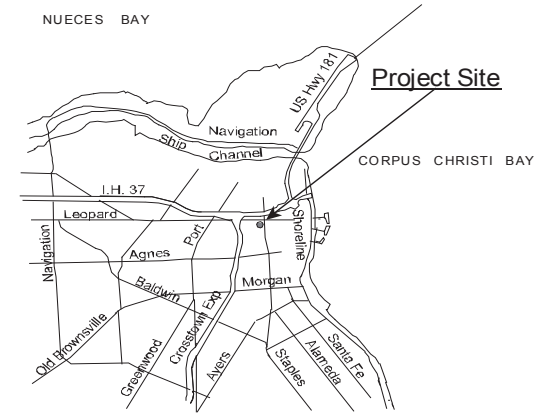 NUECES BAY
US Hwy 181
Project Site
Navigation
Ship Channel
CORPUS CHRISTI BAY
I.H. 37
Leopard
Port
Shoreline
Navigation
Agnes
Baldwin
Morgan
Old Brownsville
Greenwood
Crosstown Exp
Ayers
Staples
Alameda
Santa Fe